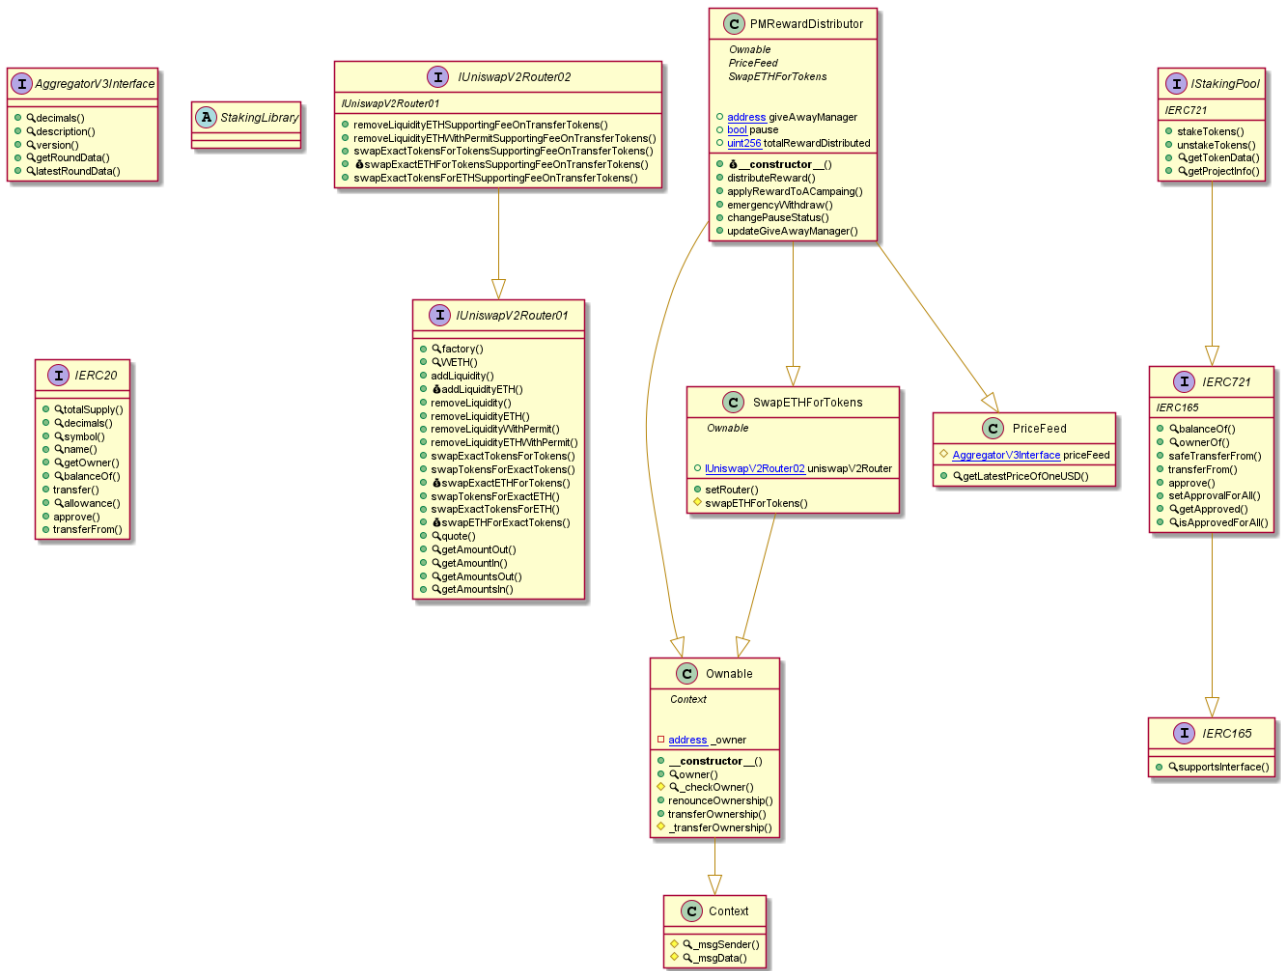 I AggregatorV3Interface
decimals()
description()
version()
getRoundData()
latestRoundData()
A StakingLibrary
I IUniswapV2Router02
IUniswapV2Router01
removeLiquidityETHSupportingFeeOnTransferTokens()
removeLiquidityETHWithPermitSupportingFeeOnTransferTokens()
swapExactTokensForTokensSupportingFeeOnTransferTokens()
swapExactETHForTokensSupportingFeeOnTransferTokens()
swapExactTokensForETHSupportingFeeOnTransferTokens()
C PMRewardDistributor
Ownable
PriceFeed
SwapETHForTokens
address giveAwayManager
bool pause
uint256 totalRewardDistributed
__constructor__()
distributeReward()
applyRewardToACampaing()
emergencyWithdraw()
changePauseStatus()
updateGiveAwayManager()
I IStakingPool
IERC721
stakeTokens()
unstakeTokens()
getTokenData()
getProjectInfo()
I IERC20
totalSupply()
decimals()
symbol()
name()
getOwner()
balanceOf()
transfer()
allowance()
approve()
transferFrom()
I IUniswapV2Router01
factory()
WETH()
addLiquidity()
addLiquidityETH()
removeLiquidity()
removeLiquidityETH()
removeLiquidityWithPermit()
removeLiquidityETHWithPermit()
swapExactTokensForTokens()
swapTokensForExactTokens()
swapExactETHForTokens()
swapTokensForExactETH()
swapExactTokensForETH()
swapETHForExactTokens()
quote()
getAmountOut()
getAmountIn()
getAmountsOut()
getAmountsIn()
C SwapETHForTokens
Ownable
IUniswapV2Router02 uniswapV2Router
setRouter()
swapETHForTokens()
C PriceFeed
AggregatorV3Interface priceFeed
getLatestPriceOfOneUSD()
I IERC721
IERC165
balanceOf()
ownerOf()
safeTransferFrom()
transferFrom()
approve()
setApprovalForAll()
getApproved()
isApprovedForAll()
C Ownable
Context
address _owner
__constructor__()
owner()
_checkOwner()
renounceOwnership()
transferOwnership()
_transferOwnership()
I IERC165
supportsInterface()
C Context
_msgSender()
_msgData()